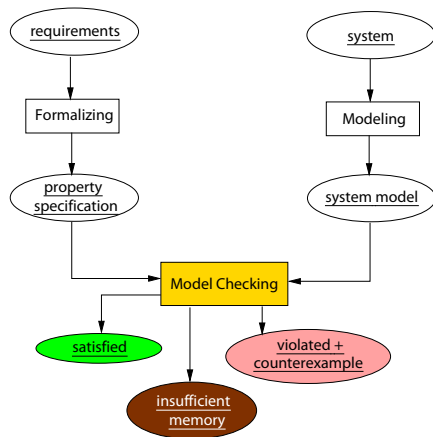 requirements
system
Formalizing
Modeling
property
specification
system model
Model Checking
satisfied
violated +
counterexample
insufficient
memory